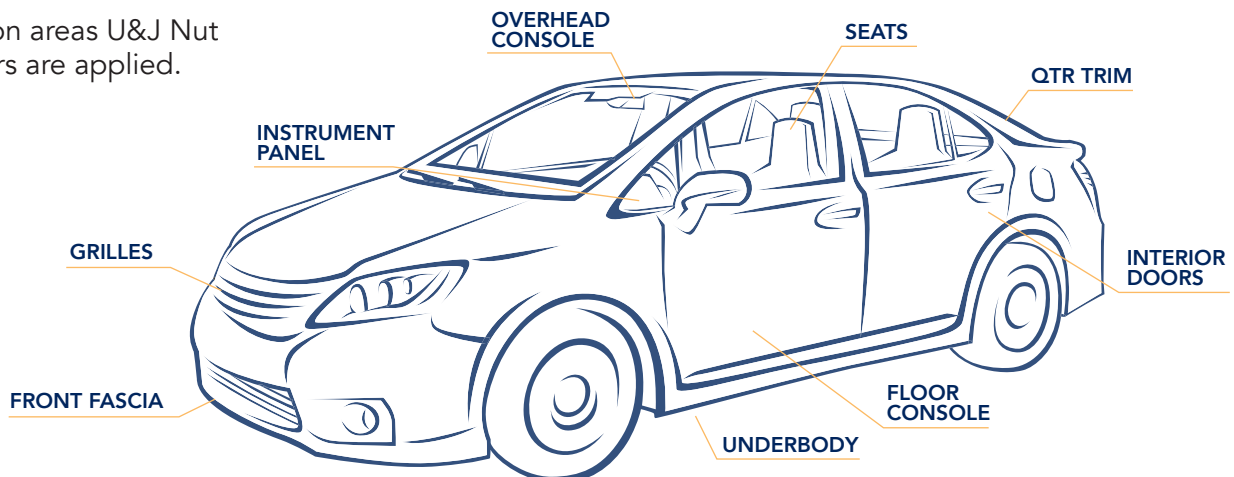 on areas U&J Nut
rs are applied.
OVERHEAD
CONSOLE
SEATS
QTR TRIM
INSTRUMENT
PANEL
GRILLES
INTERIOR
DOORS
FRONT FASCIA
FLOOR
CONSOLE
UNDERBODY